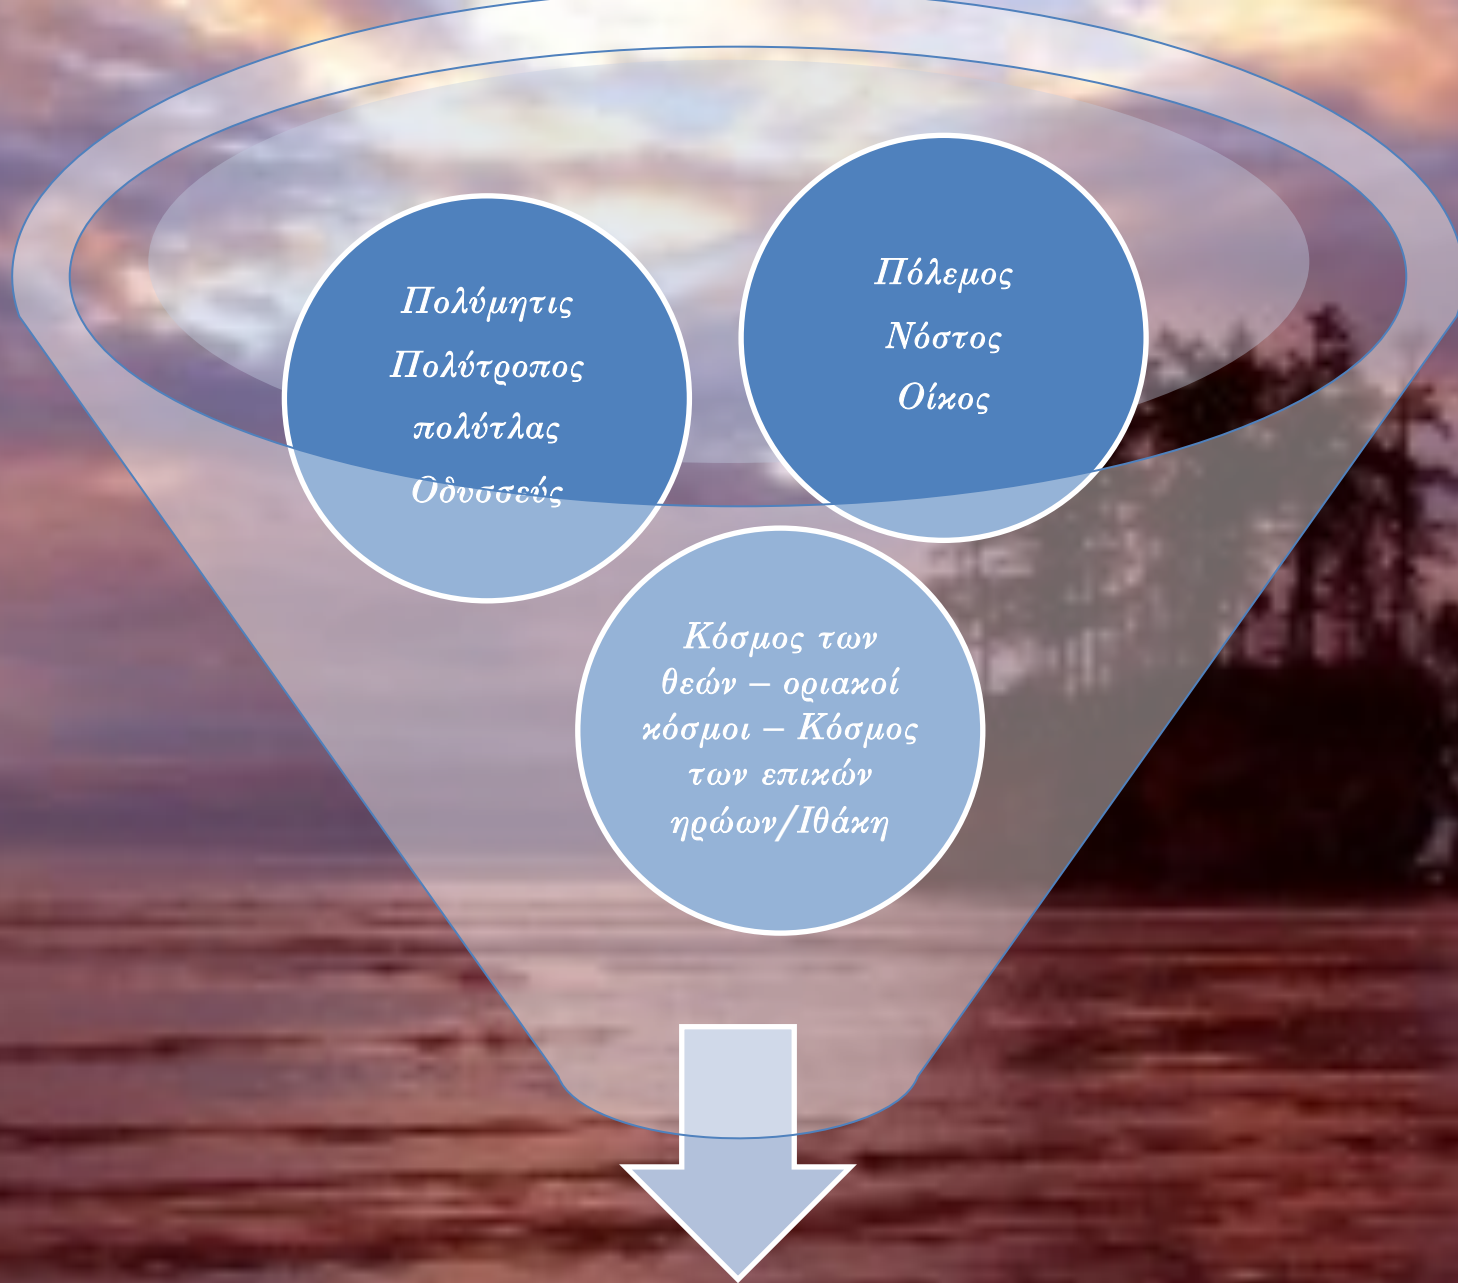 Πολύμητις
Πολύτροπος
πολύτλας
Οδυσσεύς
Πόλεμος
Νόστος
Οίκος
Κόσμος των
θεών – οριακοί
κόσμοι – Κόσμος
των επικών
ηρώων/Ιθάκη